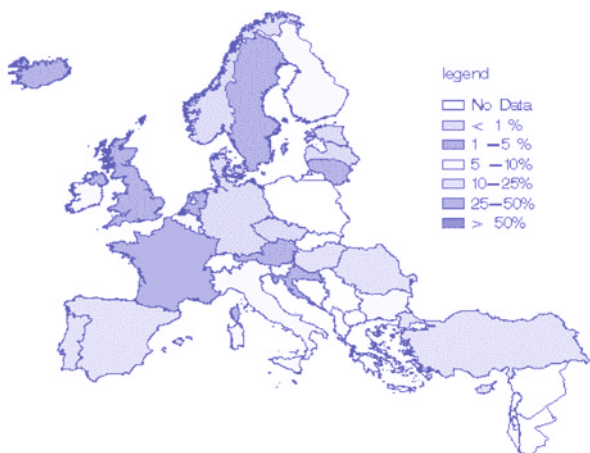 legend
No Data
< 1 %
1 –5 %
5 –10%
10–25%
25–50%
> 50%